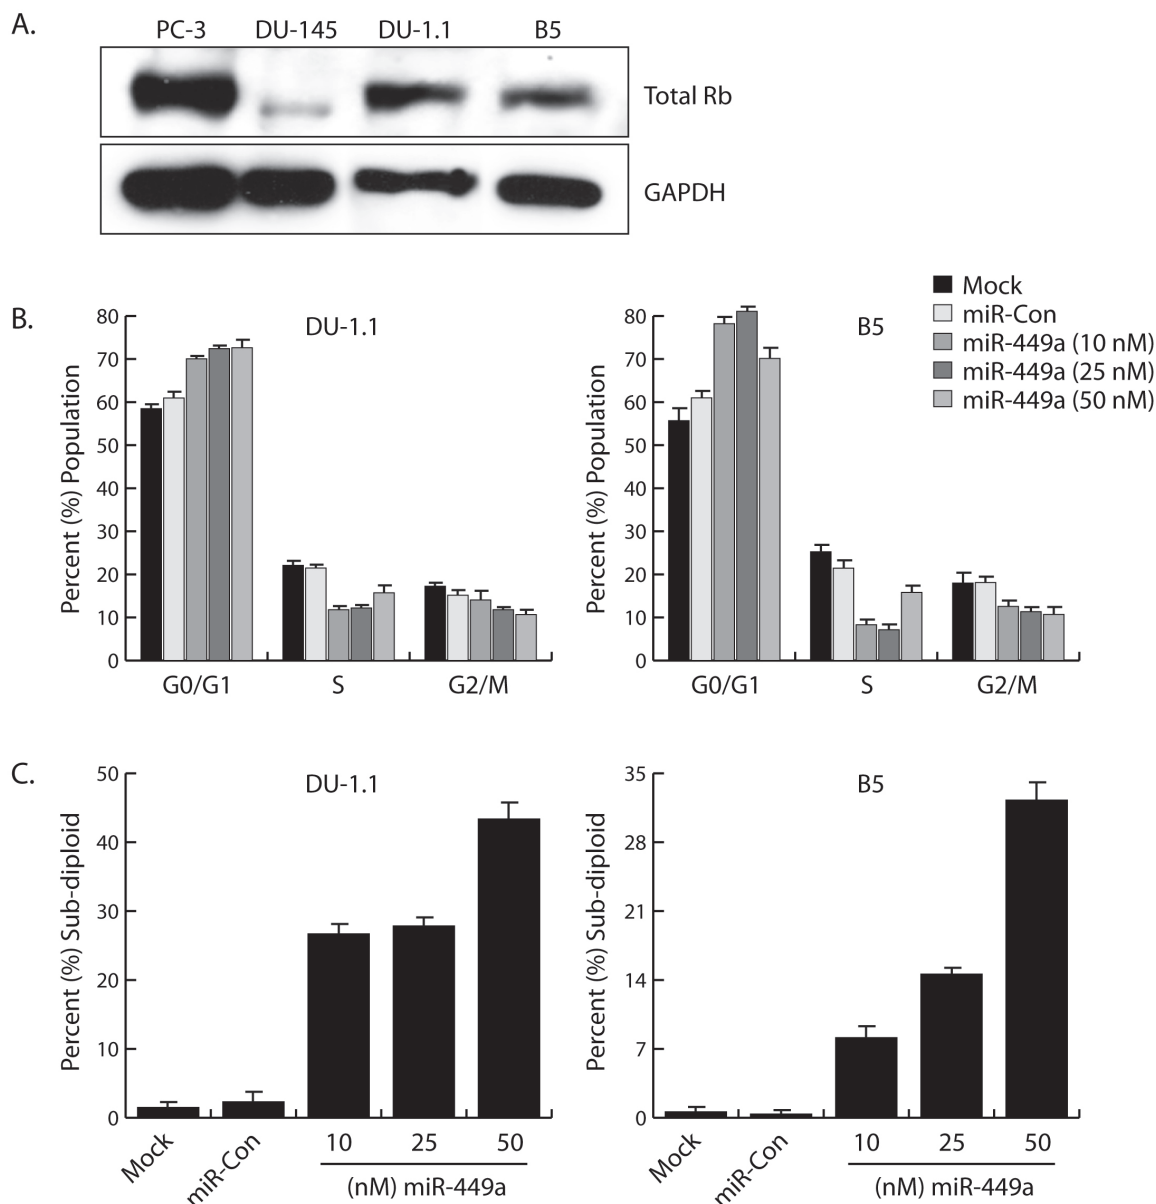 A.
PC-3 DU-145 DU-1.1 B5
Total Rb
GAPDH
Mock
miR-Con
miR-449a (10 nM)
miR-449a (25 nM)
miR-449a (50 nM)
B.
DU-1.1
Percent (%) Population
80
70
60
50
40
30
20
10
0
G0/G1 S G2/M
B5
Percent (%) Population
80
70
60
50
40
30
20
10
0
G0/G1 S G2/M
C.
DU-1.1
Percent (%) Sub-diploid
50
40
30
20
10
0
Mock miR-Con 10 25 50
(nM) miR-449a
B5
Percent (%) Sub-diploid
35
28
21
14
7
0
Mock miR-Con 10 25 50
(nM) miR-449a